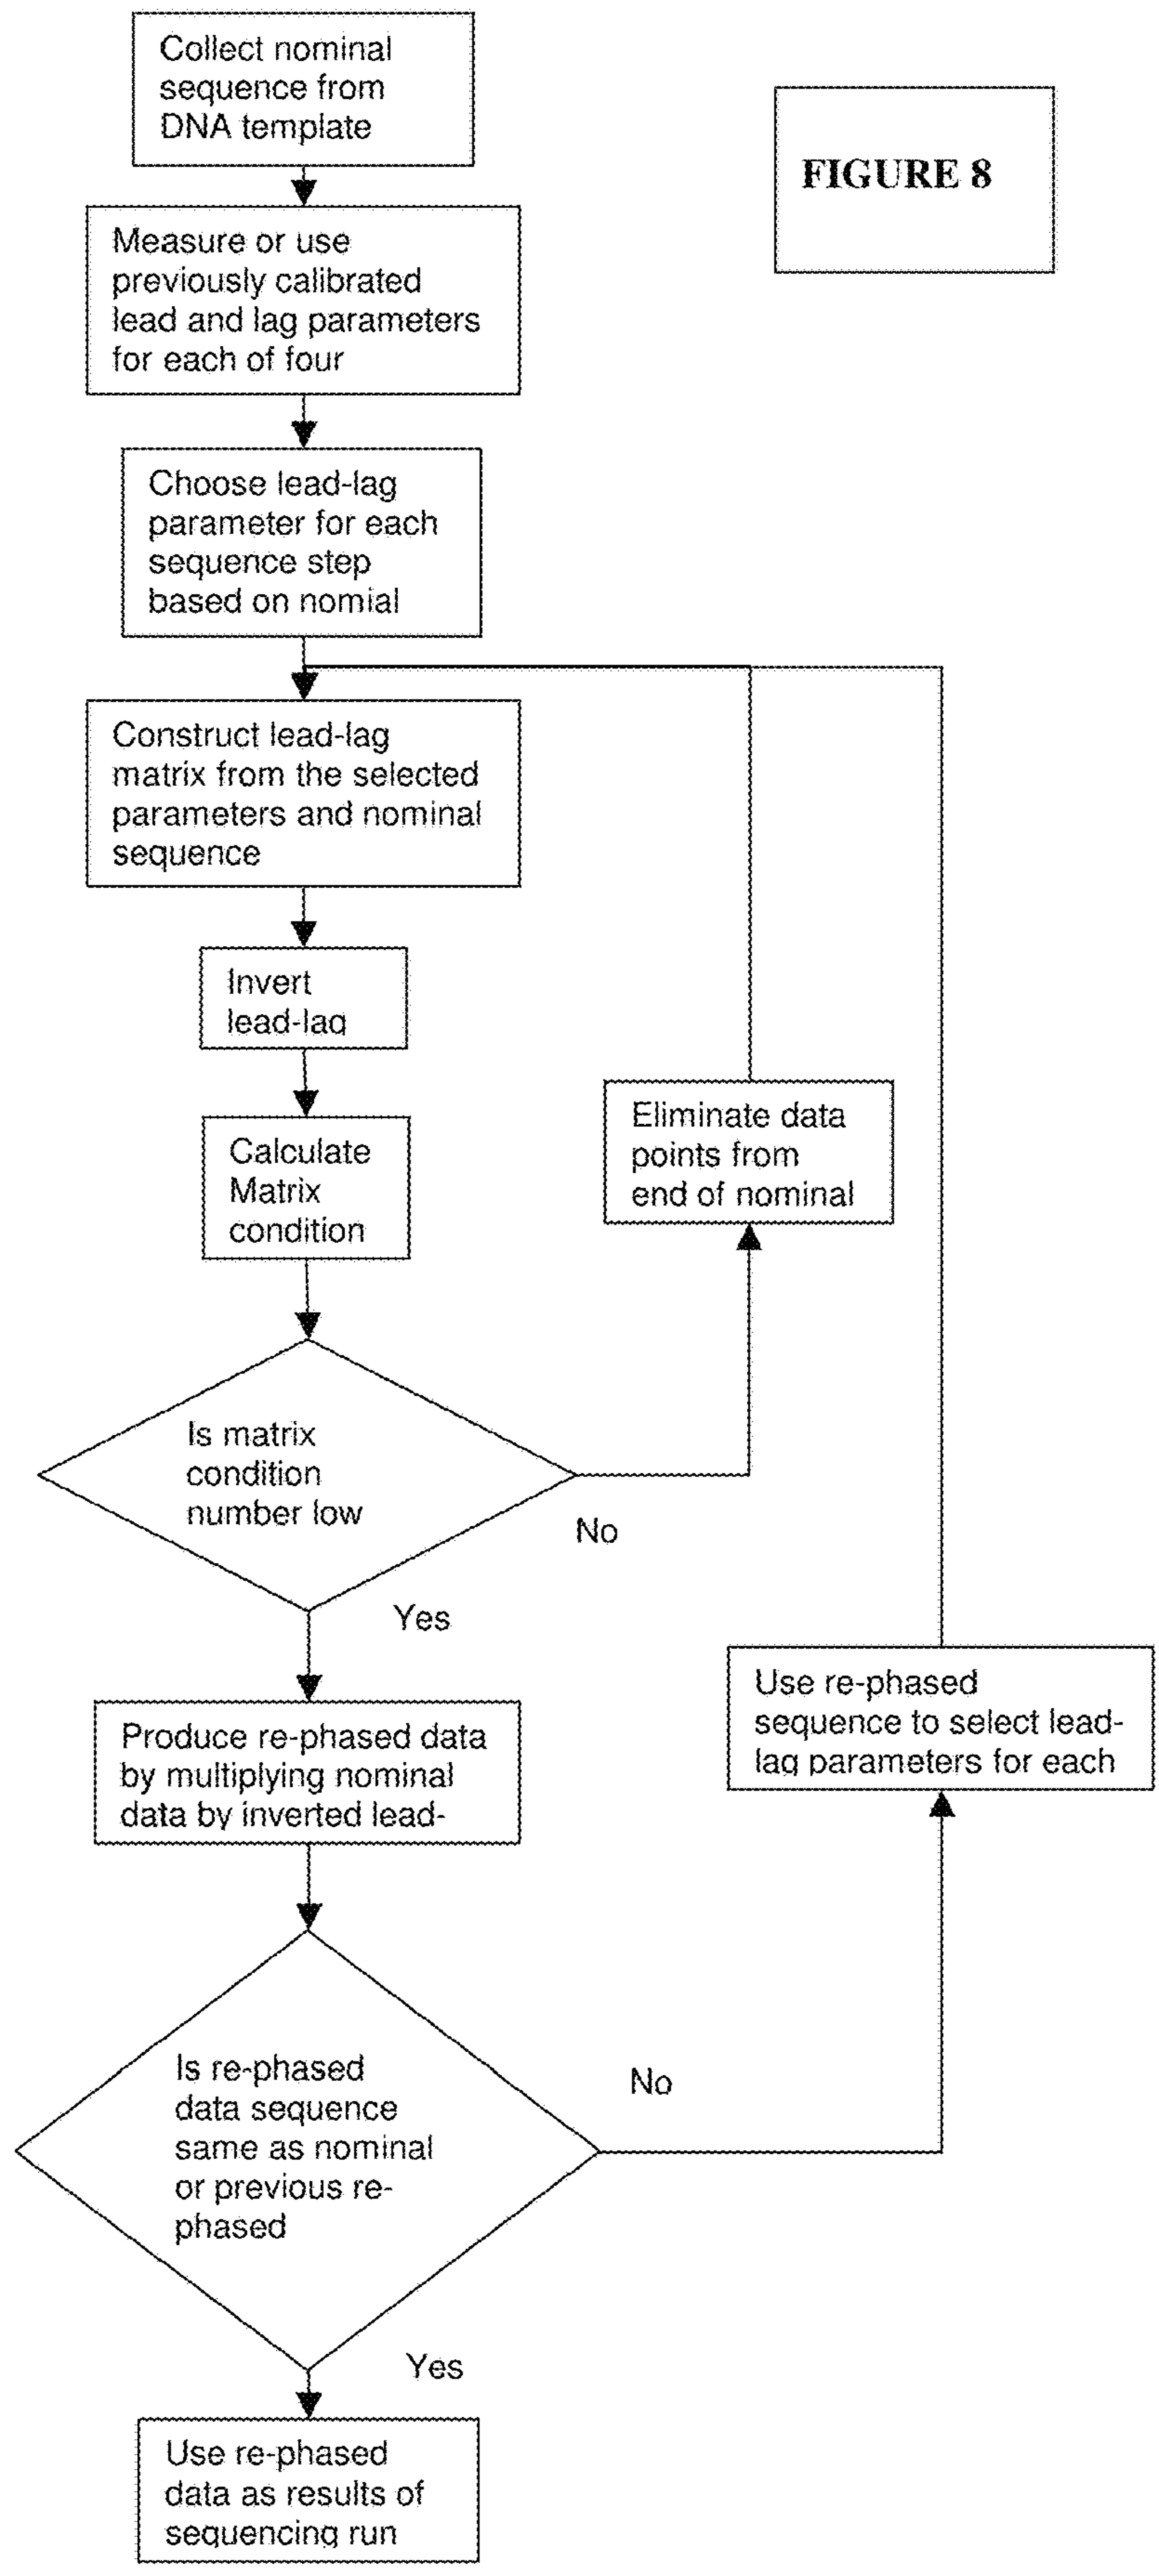 Collect nominal
sequence from
DNA template
FIGURE 8
Measure or use
previously calibrated
lead and lag parameters
for each of four
Choose lead-lag
parameter for each
sequence step
based on nomial
Construct lead-lag
matrix from the selected
parameters and nominal
sequence
Invert
lead-lag
Calculate
Matrix
condition
Eliminate data
points from
end of nominal
Is matrix
condition
number low
No
Yes
Produce re-phased data
by multiplying nominal
data by inverted lead-
Use re-phased
sequence to select lead-
lag parameters for each
Is re-phased
data sequence
same as nominal
or previous re-
phased
No
Yes
Use re-phased
data as results of
sequencing run